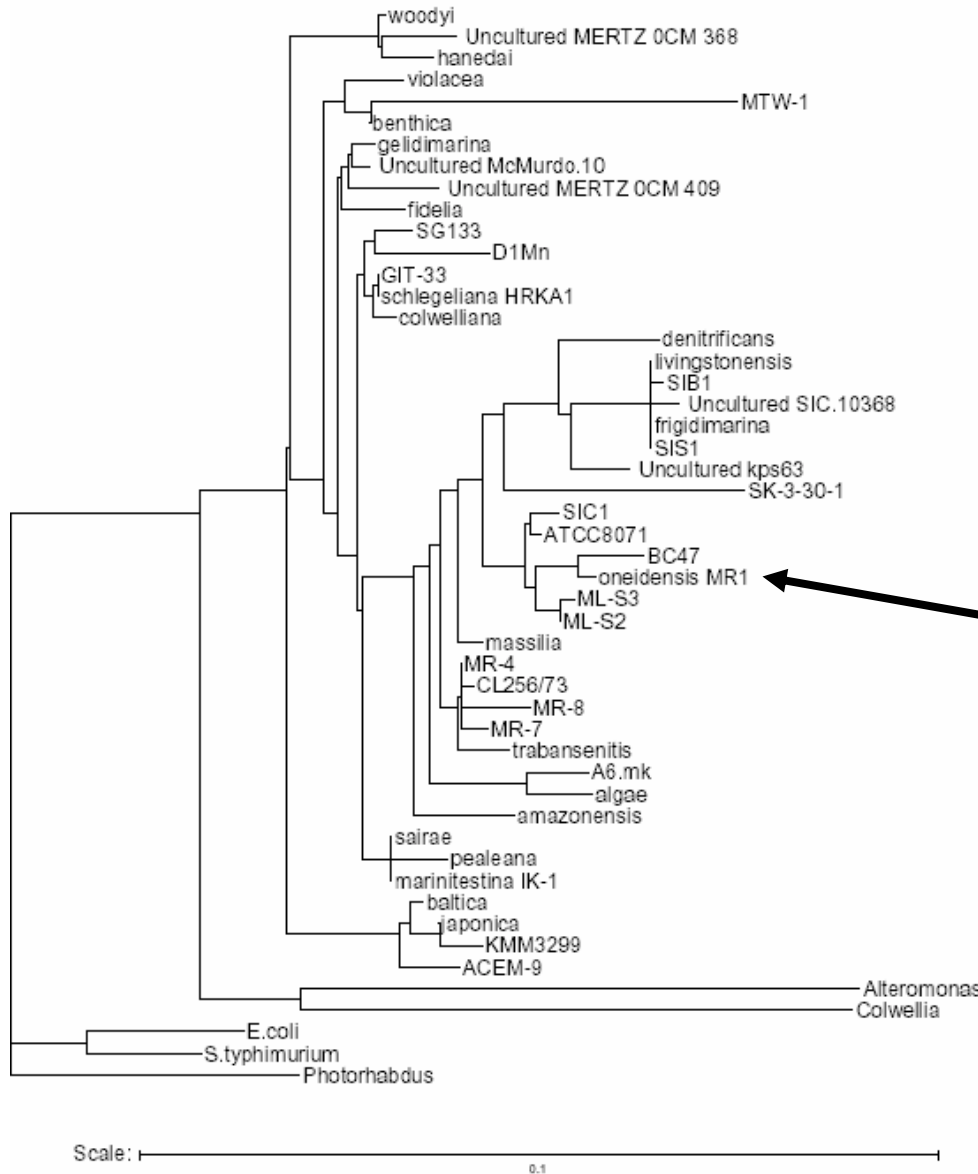 woodyi
Uncultured MERTZ 0CM 368
hanedai
violacea
MTW-1
benthica
gelidimarina
Uncultured McMurdo.10
Uncultured MERTZ 0CM 409
fidelia
SG133
D1Mn
GIT-33
schlegeliana HRKA1
colwelliana
denitrificans
livingstonensis
SIB1
Uncultured SIC.10368
frigidimarina
SIS1
Uncultured kps63
SK-3-30-1
SIC1
ATCC8071
BC47
oneidensis MR1
ML-S3
ML-S2
massilia
MR-4
CL256/73
MR-8
MR-7
trabansenitis
A6.mk
algae
amazonensis
sairae
pealeana
marinitestina IK-1
baltica
japonica
KMM3299
ACEM-9
Alteromonas
Colwellia
E.coli
S.typhimurium
Photorhabdus
Scale:
0.1